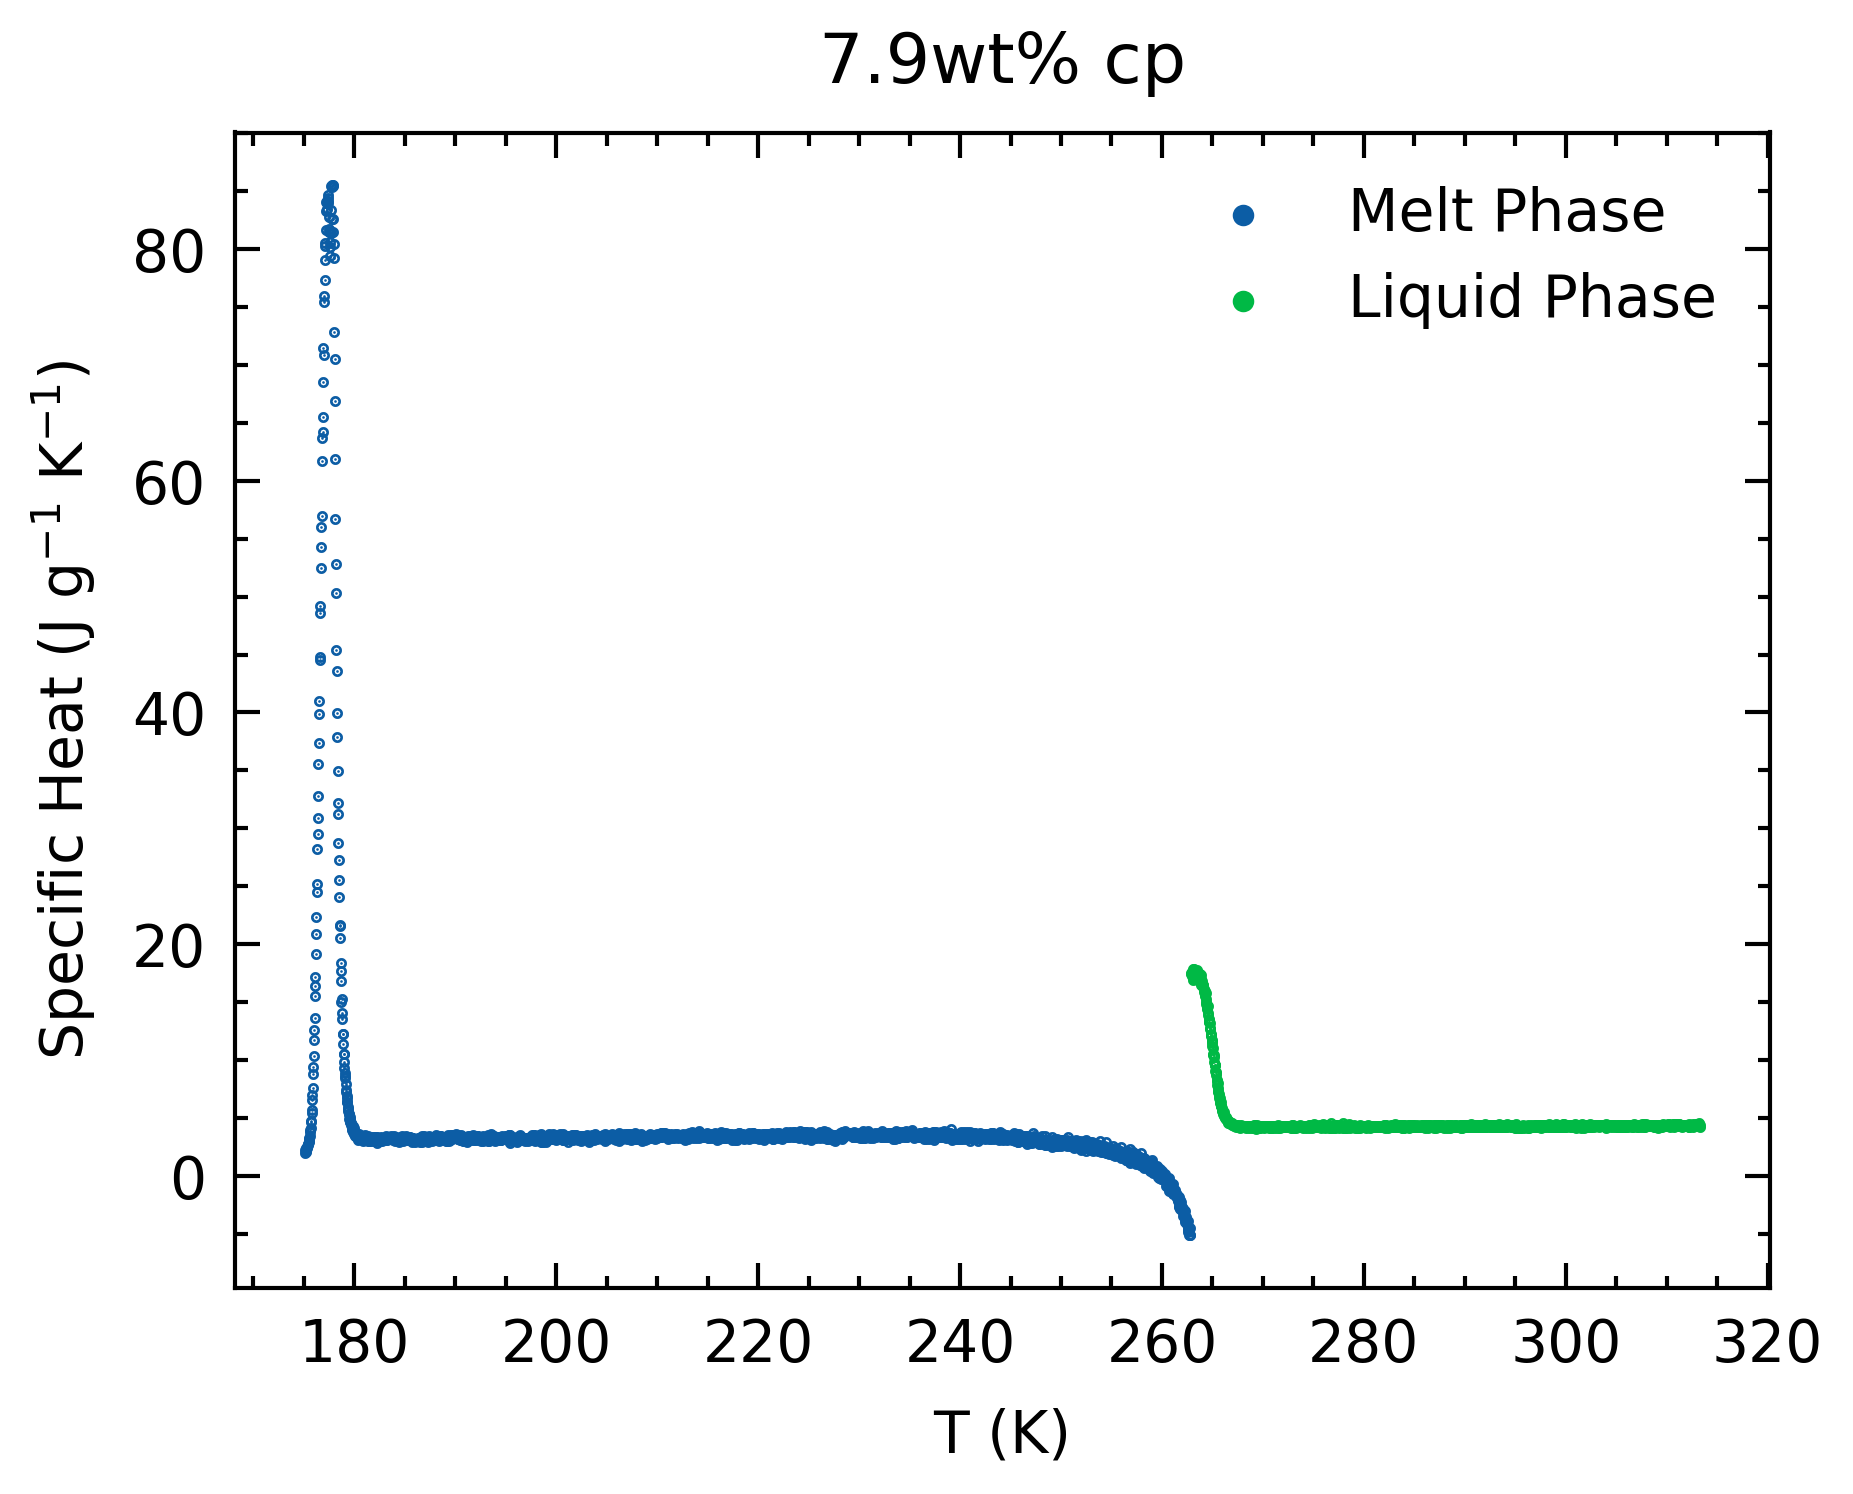 7.9wt% cp
Specific Heat (J g⁻¹ K⁻¹)
80
60
40
20
0
Melt Phase
Liquid Phase
180 200 220 240 260 280 300 320
T (K)